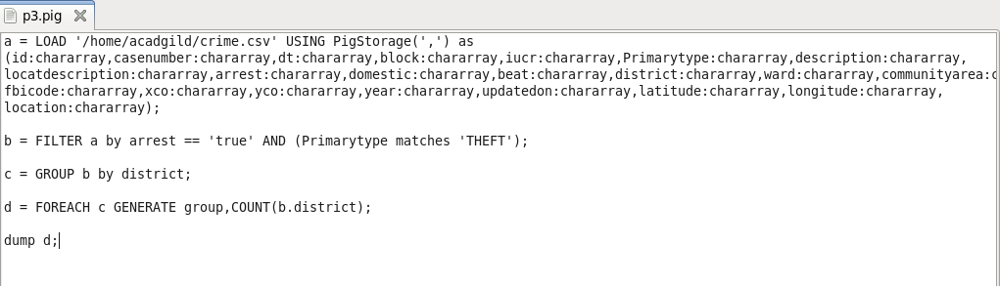 p3.pig
a = LOAD '/home/acadgild/crime.csv' USING PigStorage(',') as
(id:chararray,casenumber:chararray,dt:chararray,block:chararray,iucr:chararray,Primarytype:chararray,description:chararray,
locatdescription:chararray,arrest:chararray,domestic:chararray,beat:chararray,district:chararray,ward:chararray,communityarea:c
fbicode:chararray,xco:chararray,yco:chararray,year:chararray,updatedon:chararray,latitude:chararray,longitude:chararray,
location:chararray);
b = FILTER a by arrest == 'true' AND (Primarytype matches 'THEFT');
c = GROUP b by district;
d = FOREACH c GENERATE group,COUNT(b.district);
dump d;